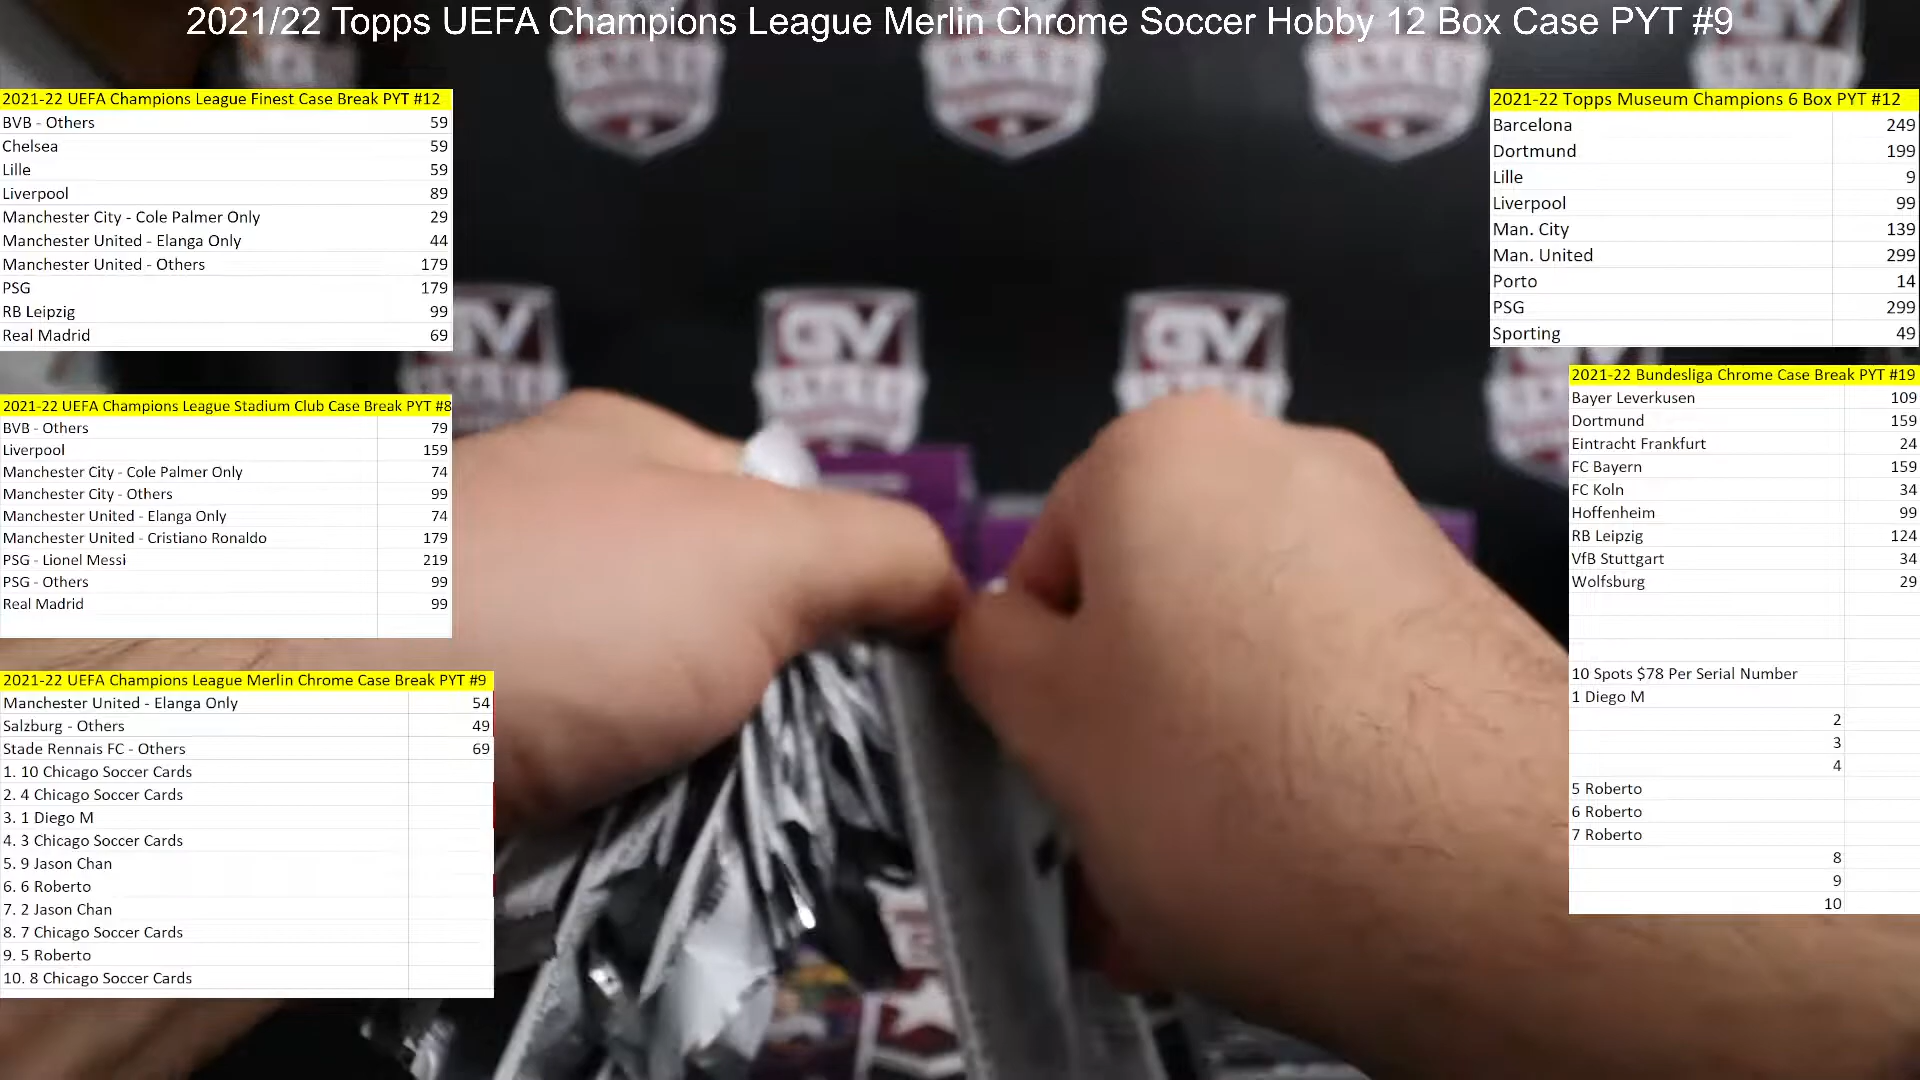 2021/22 Topps UEFA Champions League Merlin Chrome Soccer Hobby 12 Box Case PYT #9
2021-22 UEFA Champions League Finest Case Break PYT #12
BVB - Others 59
Chelsea 59
Lille 59
Liverpool 89
Manchester City - Cole Palmer Only 29
Manchester United - Elanga Only 44
Manchester United - Others 179
PSG 179
RB Leipzig 99
Real Madrid 69
2021-22 UEFA Champions League Stadium Club Case Break PYT #8
BVB - Others 79
Liverpool 159
Manchester City - Cole Palmer Only 74
Manchester City - Others 99
Manchester United - Elanga Only 74
Manchester United - Cristiano Ronaldo 179
PSG - Lionel Messi 219
PSG - Others 99
Real Madrid 99
2021-22 UEFA Champions League Merlin Chrome Case Break PYT #9
Manchester United - Elanga Only 54
Salzburg - Others 49
Stade Rennais FC - Others 69
1. 10 Chicago Soccer Cards
2. 4 Chicago Soccer Cards
3. 1 Diego M
4. 3 Chicago Soccer Cards
5. 9 Jason Chan
6. 6 Roberto
7. 2 Jason Chan
8. 7 Chicago Soccer Cards
9. 5 Roberto
10. 8 Chicago Soccer Cards
2021-22 Topps Museum Champions 6 Box PYT #12
Barcelona 249
Dortmund 199
Lille 9
Liverpool 99
Man. City 139
Man. United 299
Porto 14
PSG 299
Sporting 49
2021-22 Bundesliga Chrome Case Break PYT #19
Bayer Leverkusen 109
Dortmund 159
Eintracht Frankfurt 24
FC Bayern 159
FC Koln 34
Hoffenheim 99
RB Leipzig 124
VfB Stuttgart 34
Wolfsburg 29
10 Spots $78 Per Serial Number
1 Diego M
2
3
4
5 Roberto
6 Roberto
7 Roberto
8
9
10
GV
GV
GV